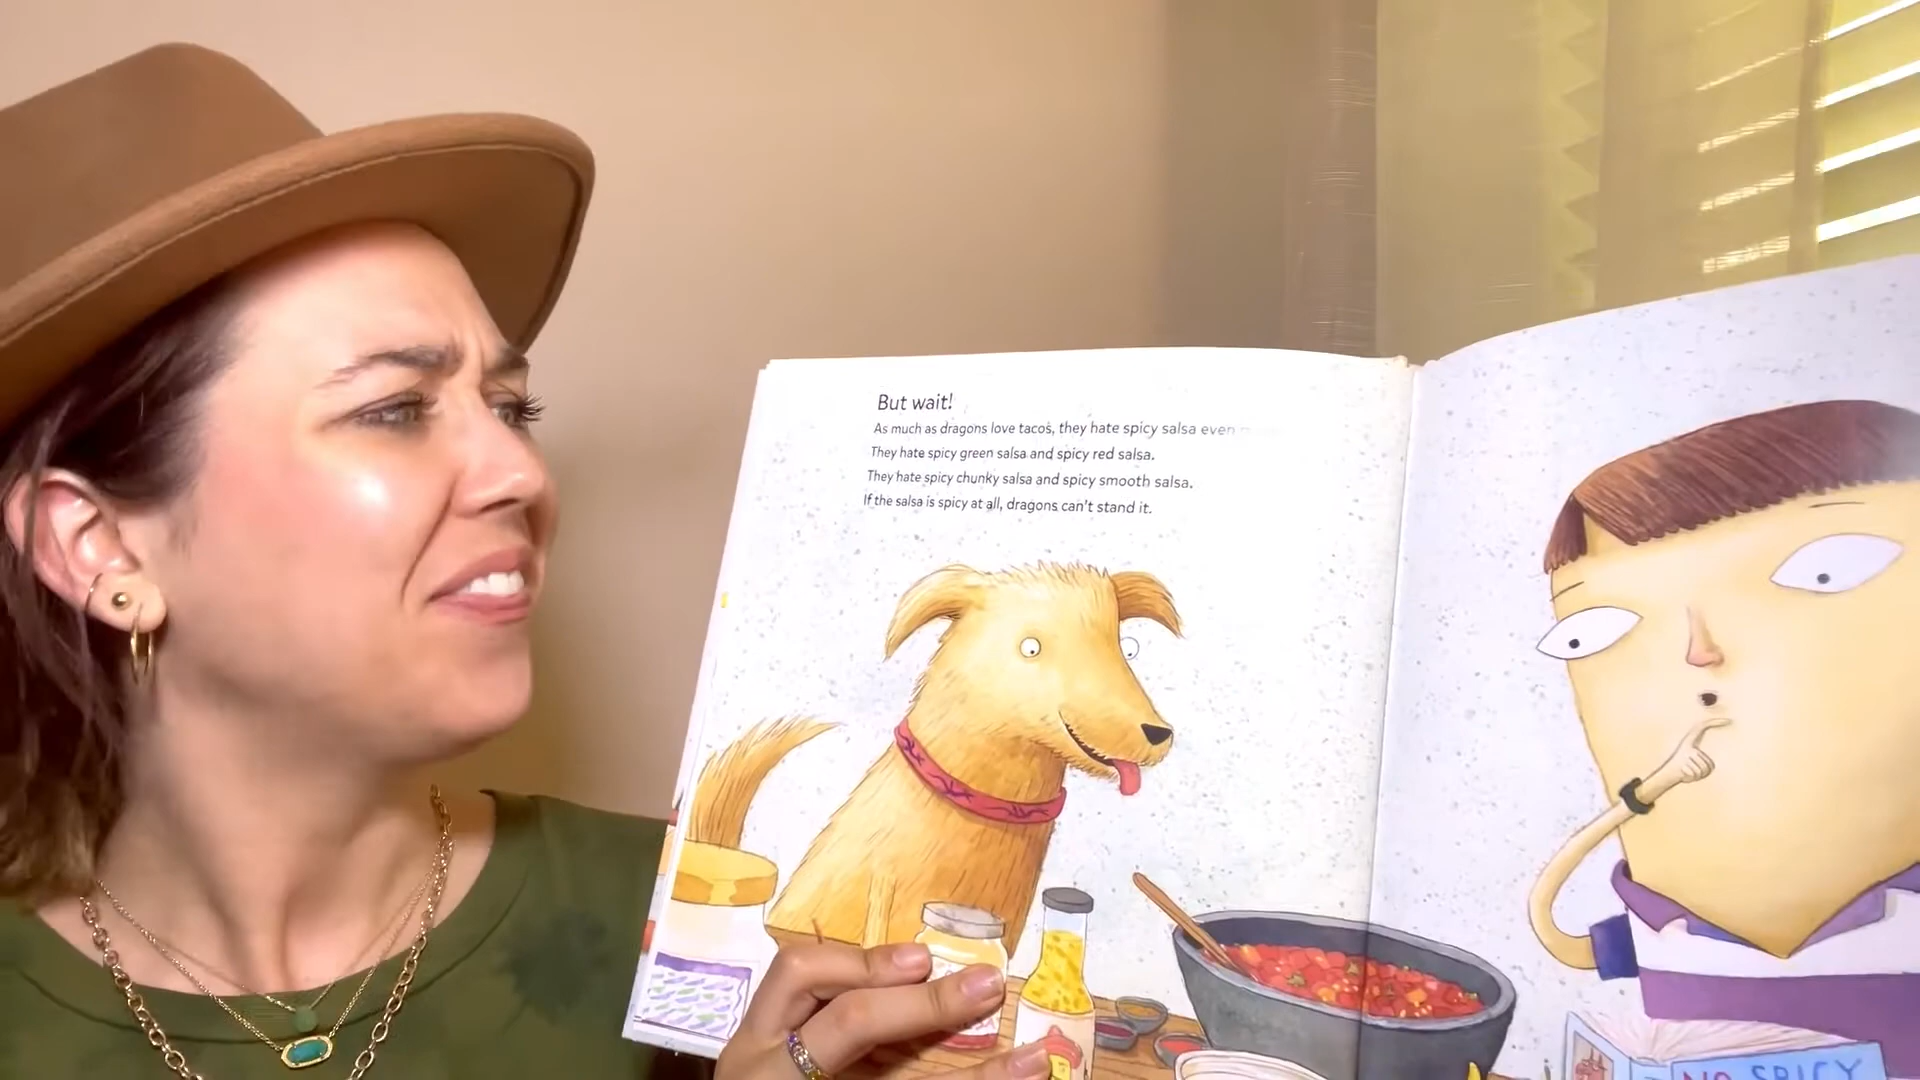 But wait!
As much as dragons love tacos, they hate spicy salsa even
They hate spicy green salsa and spicy red salsa.
They hate spicy chunky salsa and spicy smooth salsa.
If the salsa is spicy at all, dragons can't stand it.
NO SPICY